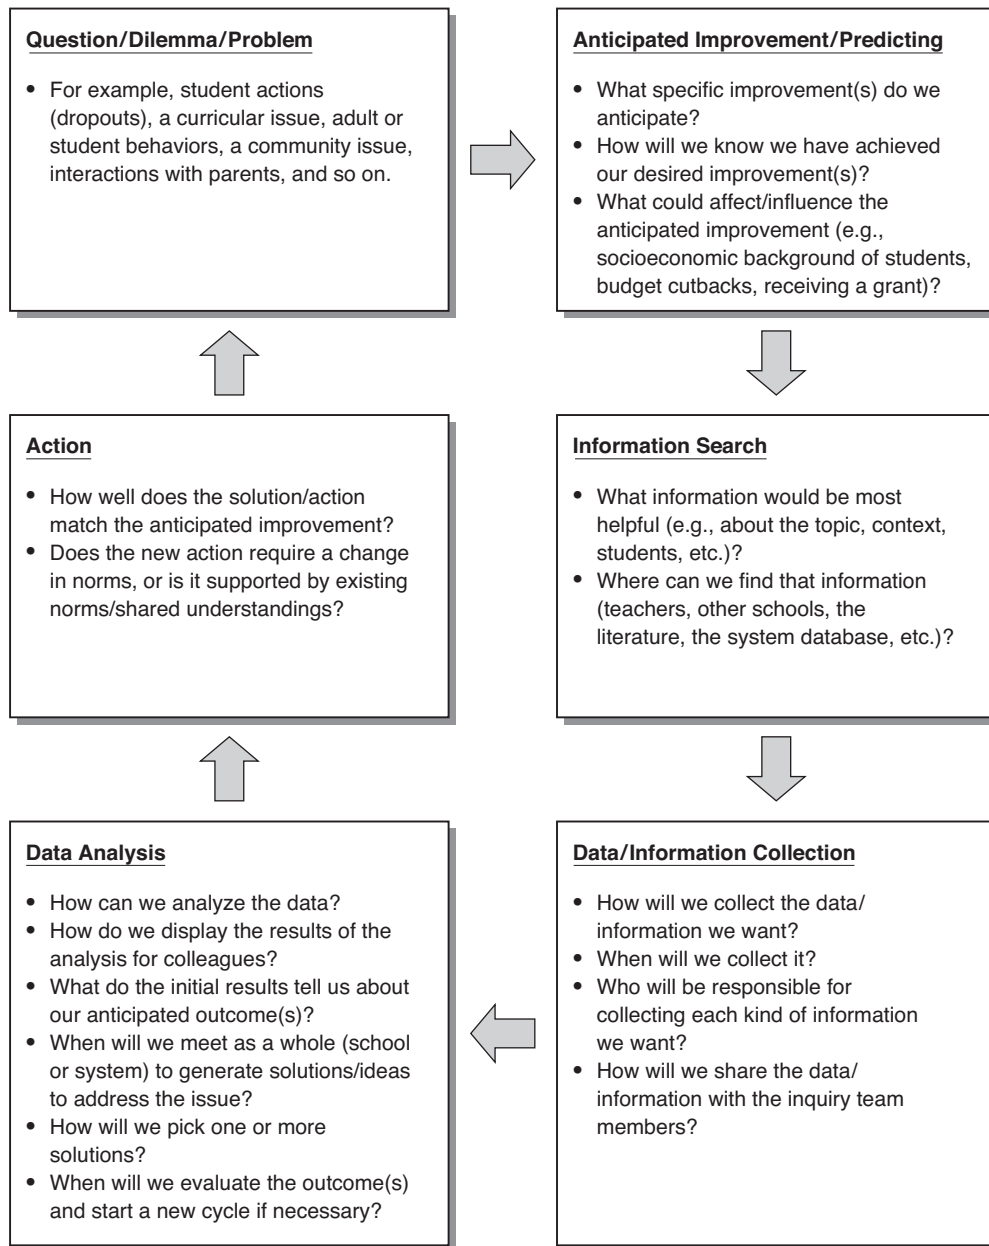 Question/Dilemma/Problem
• For example, student actions
(dropouts), a curricular issue, adult or
student behaviors, a community issue,
interactions with parents, and so on.
Anticipated Improvement/Predicting
• What specific improvement(s) do we
anticipate?
• How will we know we have achieved
our desired improvement(s)?
• What could affect/influence the
anticipated improvement (e.g.,
socioeconomic background of students,
budget cutbacks, receiving a grant)?
Information Search
• What information would be most
helpful (e.g., about the topic, context,
students, etc.)?
• Where can we find that information
(teachers, other schools, the
literature, the system database, etc.)?
Data/Information Collection
• How will we collect the data/
information we want?
• When will we collect it?
• Who will be responsible for
collecting each kind of information
we want?
• How will we share the data/
information with the inquiry team
members?
Data Analysis
• How can we analyze the data?
• How do we display the results of the
analysis for colleagues?
• What do the initial results tell us about
our anticipated outcome(s)?
• When will we meet as a whole (school
or system) to generate solutions/ideas
to address the issue?
• How will we pick one or more
solutions?
• When will we evaluate the outcome(s)
and start a new cycle if necessary?
Action
• How well does the solution/action
match the anticipated improvement?
• Does the new action require a change
in norms, or is it supported by existing
norms/shared understandings?